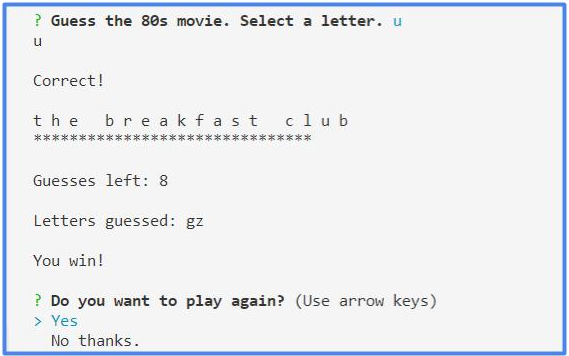 ? Guess the 80s movie. Select a letter. u
u
Correct!
t h e   b r e a k f a s t   c l u b
*******************************
Guesses left: 8
Letters guessed: gz
You win!
? Do you want to play again? (Use arrow keys)
> Yes
  No thanks.